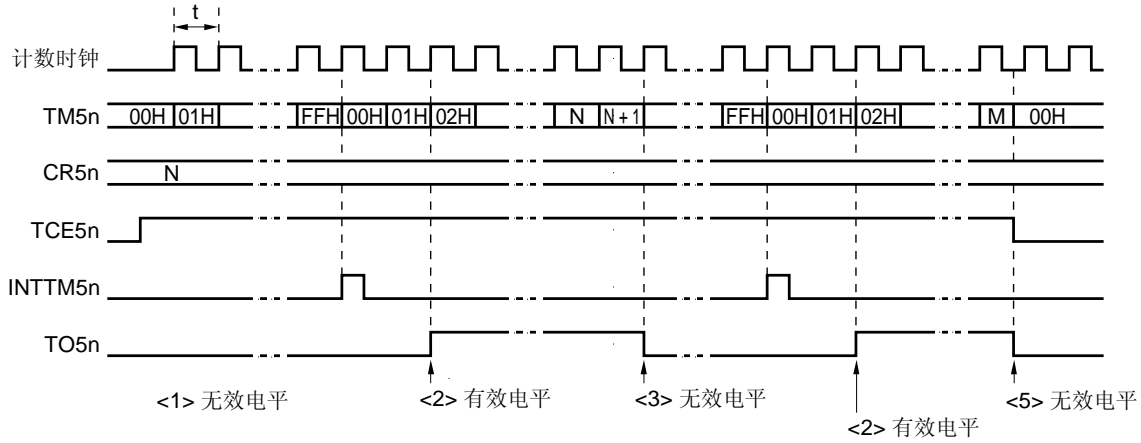 t
计数时钟
TM5n 00H 01H FFH 00H 01H 02H N N + 1 FFH 00H 01H 02H M 00H
CR5n N
TCE5n
INTTM5n
TO5n
<1> 无效电平 <2> 有效电平 <3> 无效电平 <5> 无效电平
<2> 有效电平